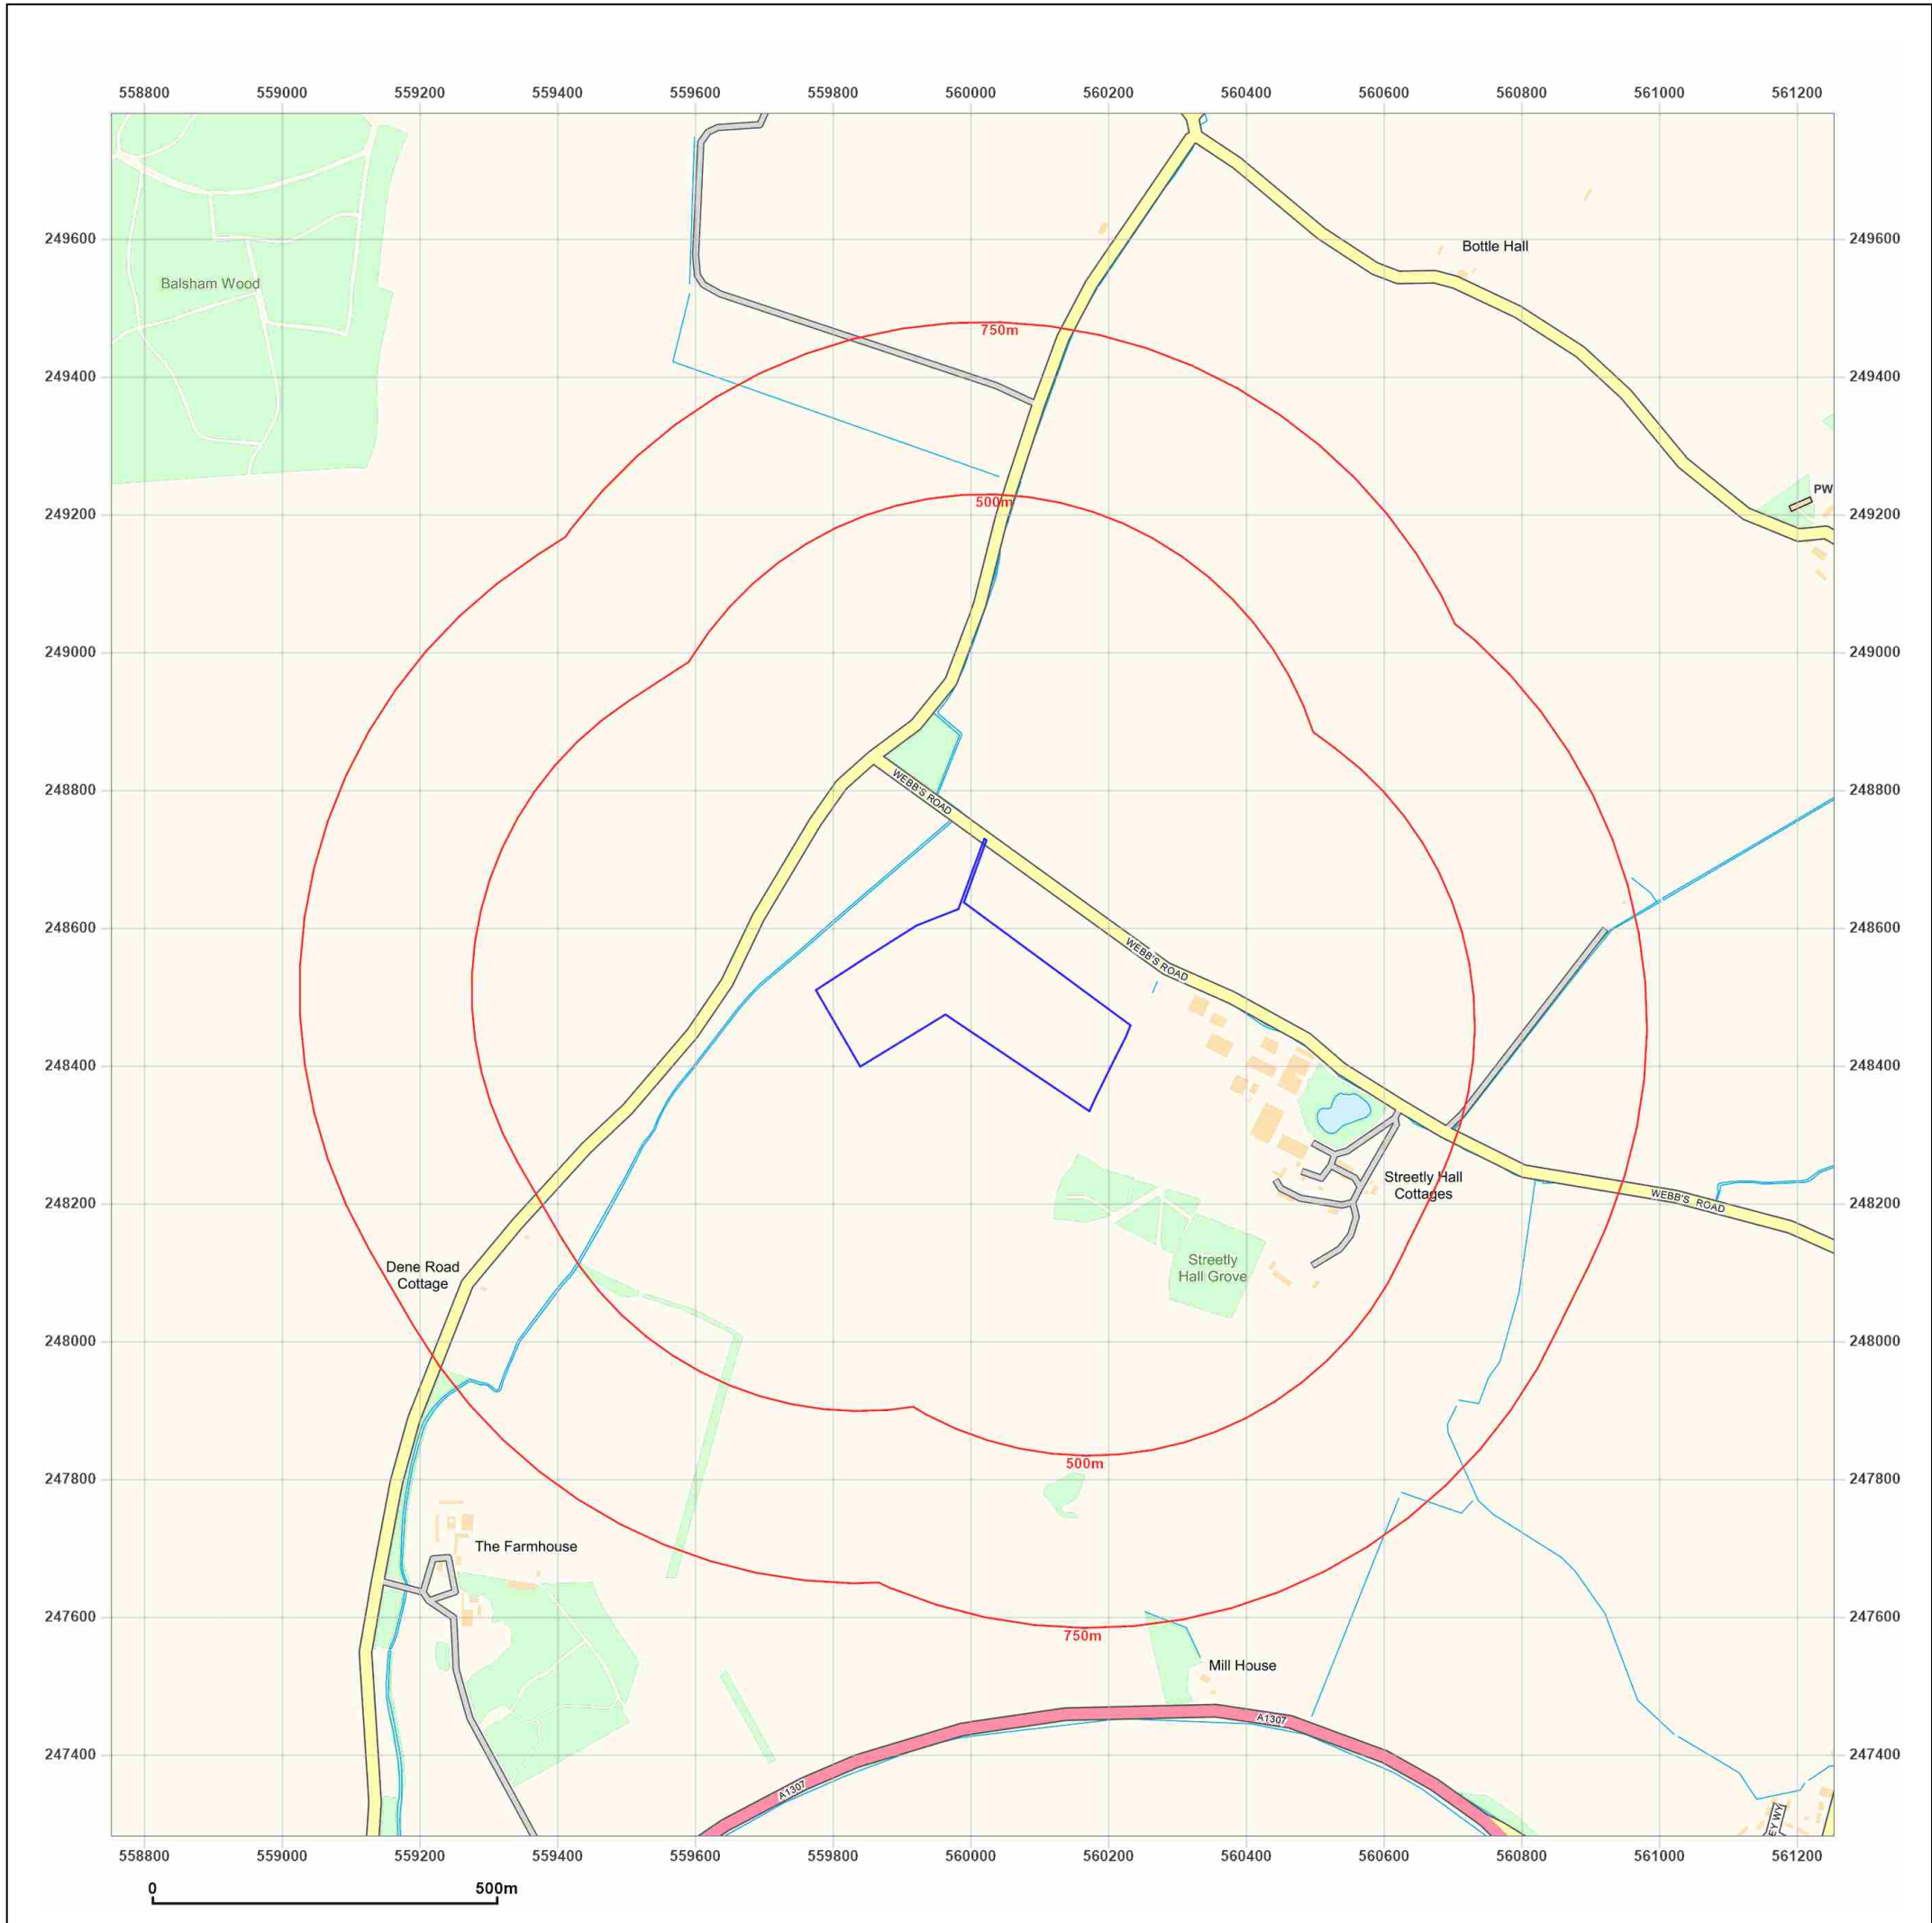 558800 559000 559200 559400 559600 559800 560000 560200 560400 560600 560800 561000 561200
249600 249600
Bottle Hall
Balsham Wood
750m
249400 249400
PW
500m
249200 249200
249000 249000
248800 248800
WEBB'S ROAD
248600 248600
WEBB'S ROAD
248400 248400
Streetly Hall
Cottages
248200 WEBB'S ROAD 248200
Dene Road
Cottage
Streetly
Hall Grove
248000 248000
500m
247800 247800
The Farmhouse
247600 247600
750m
Mill House
A1307
247400 247400
A1307
EY WY
558800 559000 559200 559400 559600 559800 560000 560200 560400 560600 560800 561000 561200
0 500m